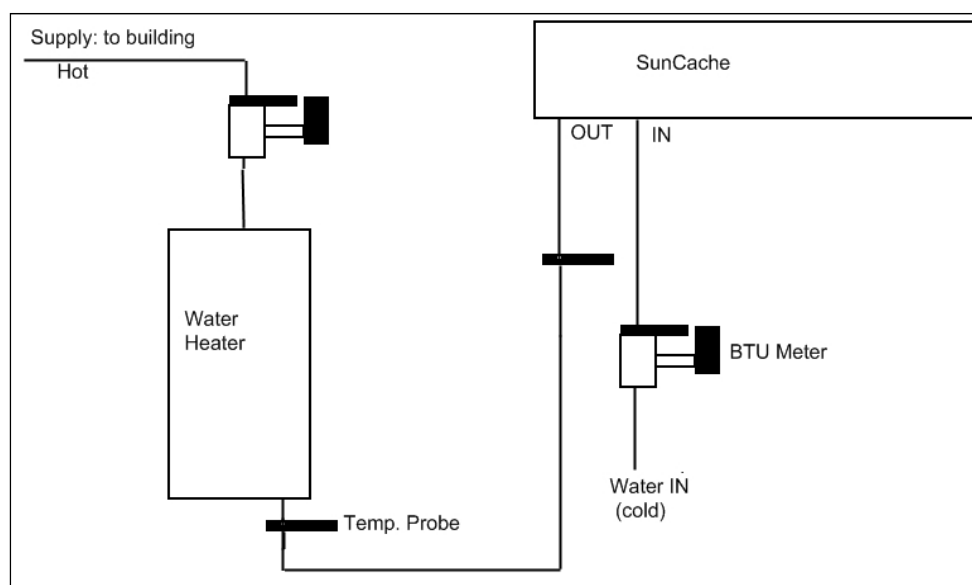 Supply: to building
Hot
SunCache
OUT
IN
Water
Heater
BTU Meter
Water IN
(cold)
Temp. Probe